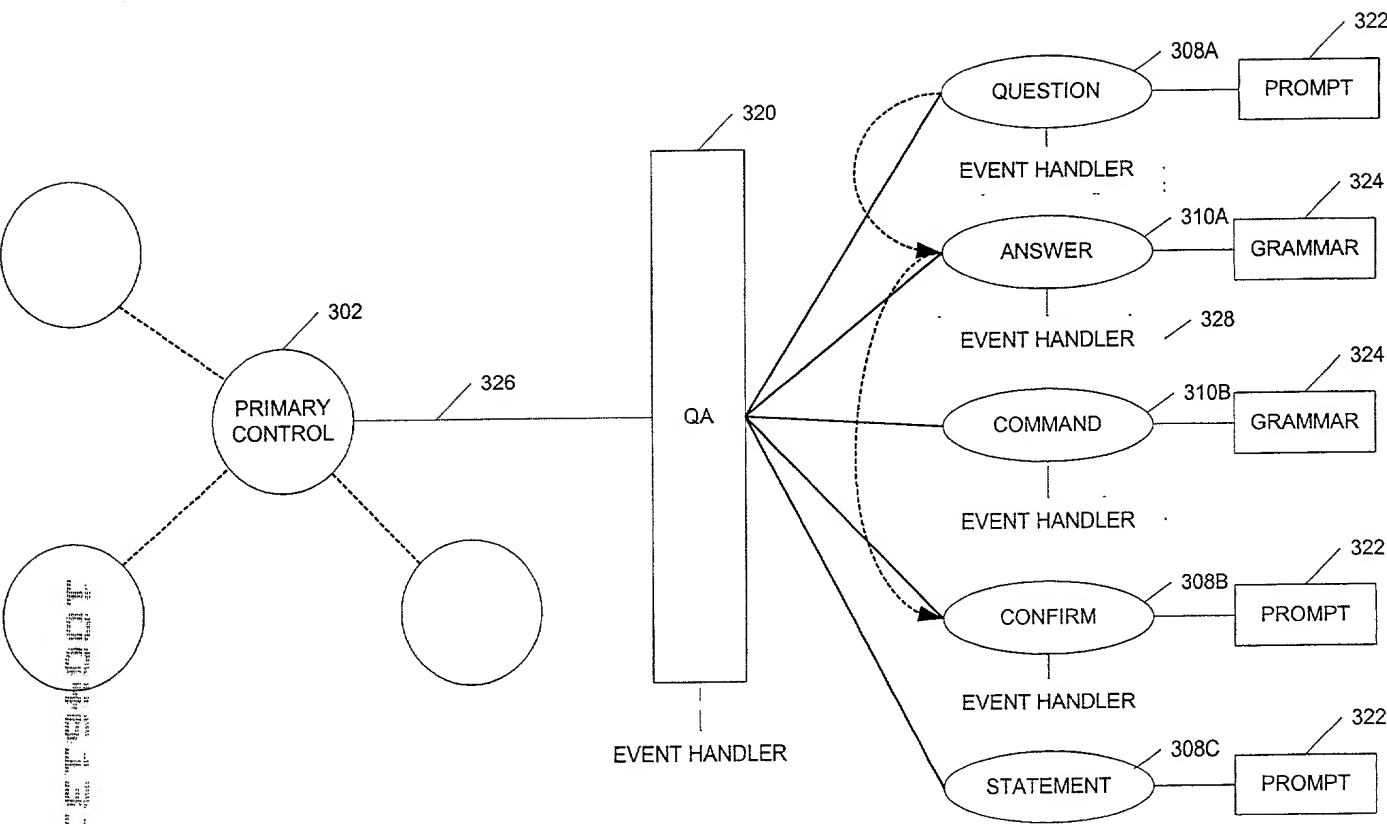 322
308A
QUESTION
PROMPT
320
EVENT HANDLER
324
310A
ANSWER
GRAMMAR
302
EVENT HANDLER
328
326
324
310B
PRIMARY
CONTROL
QA
COMMAND
GRAMMAR
EVENT HANDLER
322
308B
CONFIRM
PROMPT
EVENT HANDLER
322
EVENT HANDLER
308C
STATEMENT
PROMPT